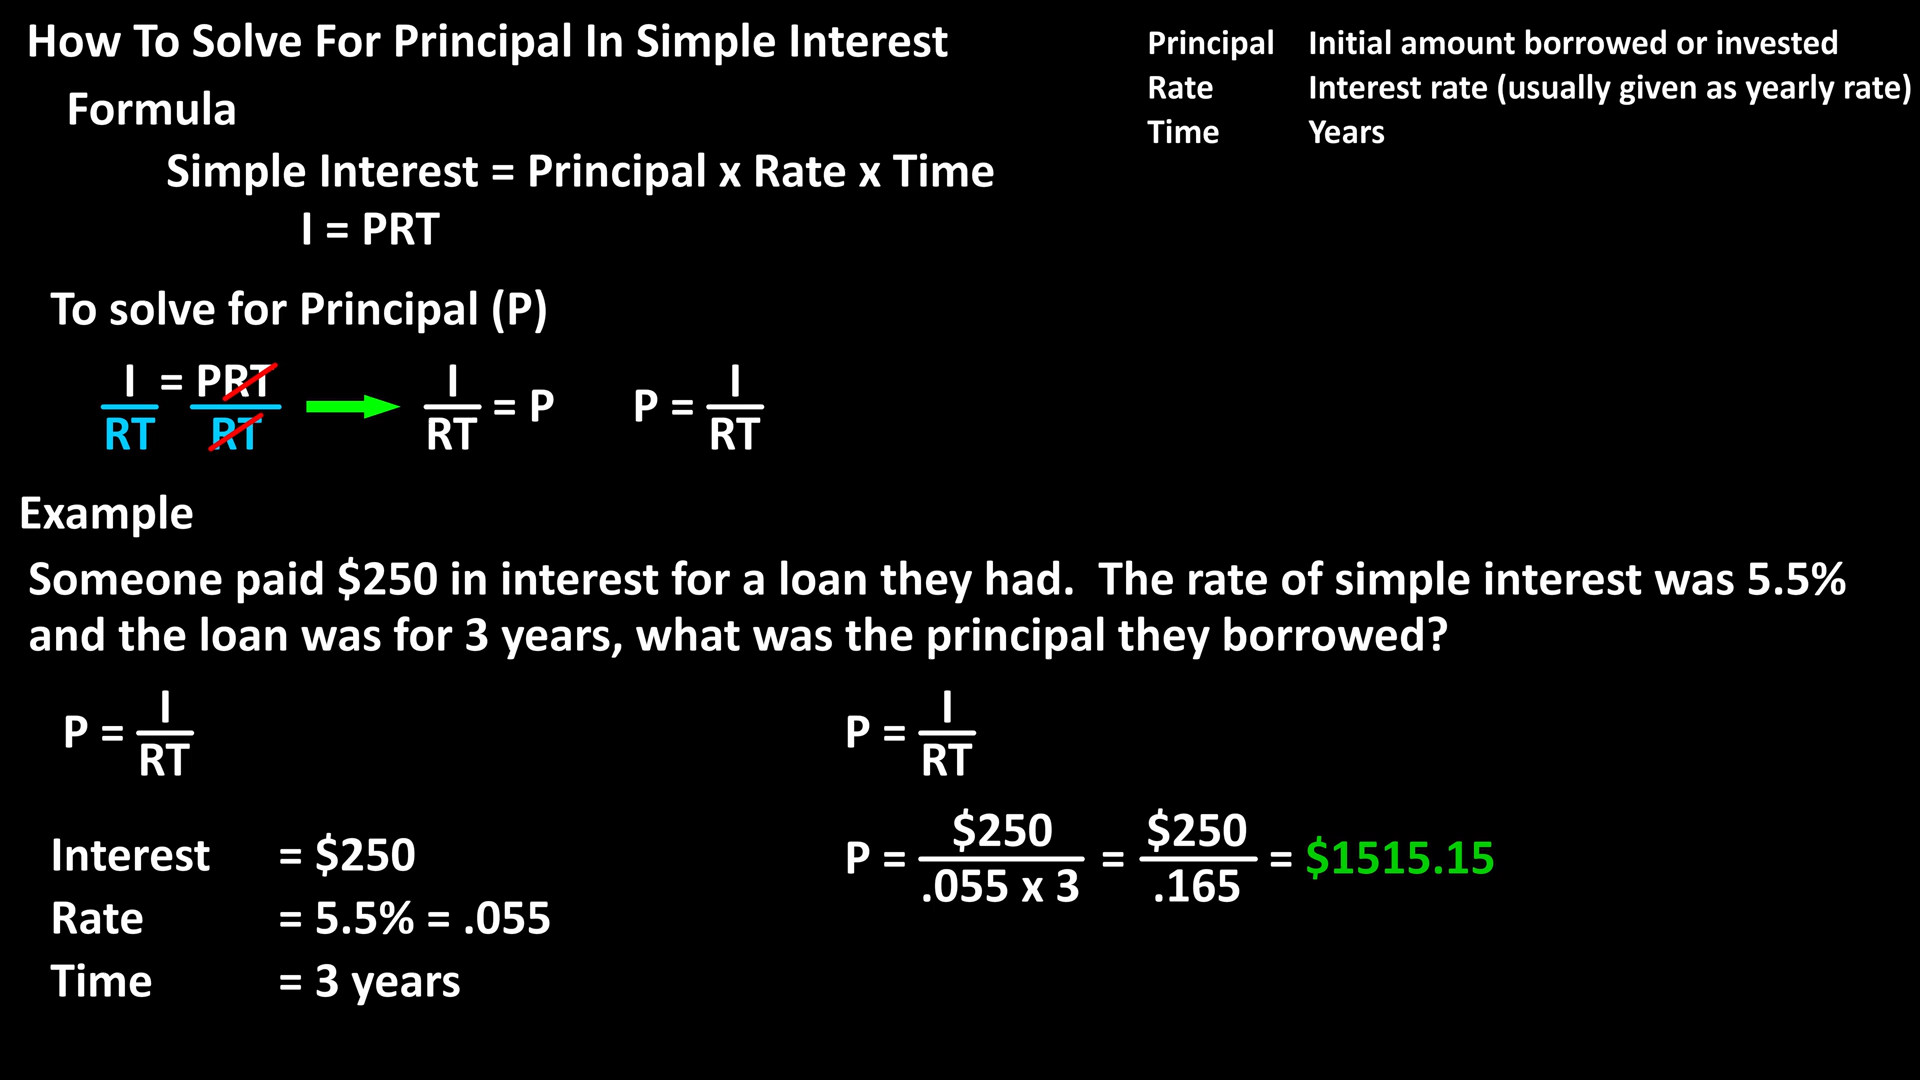 How To Solve For Principal In Simple Interest
Principal Initial amount borrowed or invested
Rate Interest rate (usually given as yearly rate)
Time Years
Formula
Simple Interest = Principal x Rate x Time
I = PRT
To solve for Principal (P)
I = PRT I I
RT RT RT = P P = RT
Example
Someone paid $250 in interest for a loan they had. The rate of simple interest was 5.5%
and the loan was for 3 years, what was the principal they borrowed?
P = I
RT
Interest = $250
Rate = 5.5% = .055
Time = 3 years
P = I
RT
P = $250 = $250 = $1515.15
.055 x 3 .165